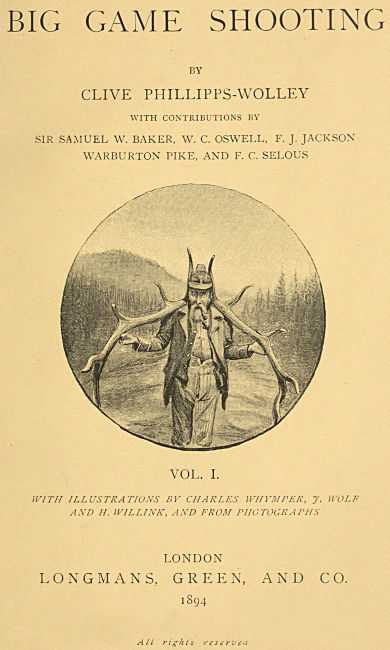 BIG GAME SHOOTING
BY
CLIVE PHILLIPPS-WOLLEY
WITH CONTRIBUTIONS BY
SIR SAMUEL W. BAKER, W. C. OSWELL, F. J. JACKSON
WARBURTON PIKE, AND F. C. SELOUS
VOL. I.
WITH ILLUSTRATIONS BY CHARLES WHYMPER, J. WOLF
AND H. WILLINK, AND FROM PHOTOGRAPHS
LONDON
LONGMANS, GREEN, AND CO.
1894
All rights reserved